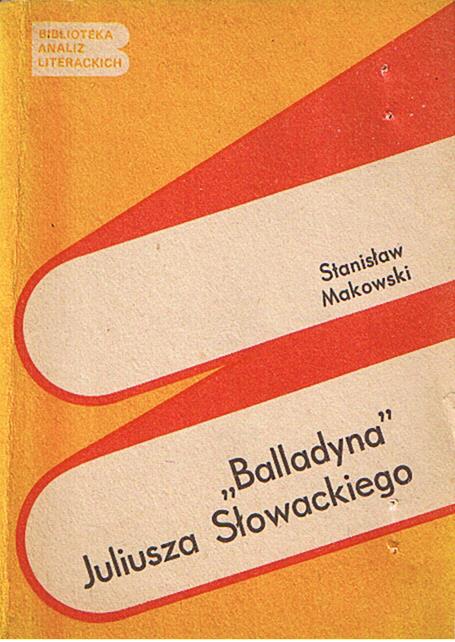 BIBLIOTEKA
ANALIZ
LITERACKICH
Stanisław
Makowski
„Balladyna”
Juliusza Słowackiego